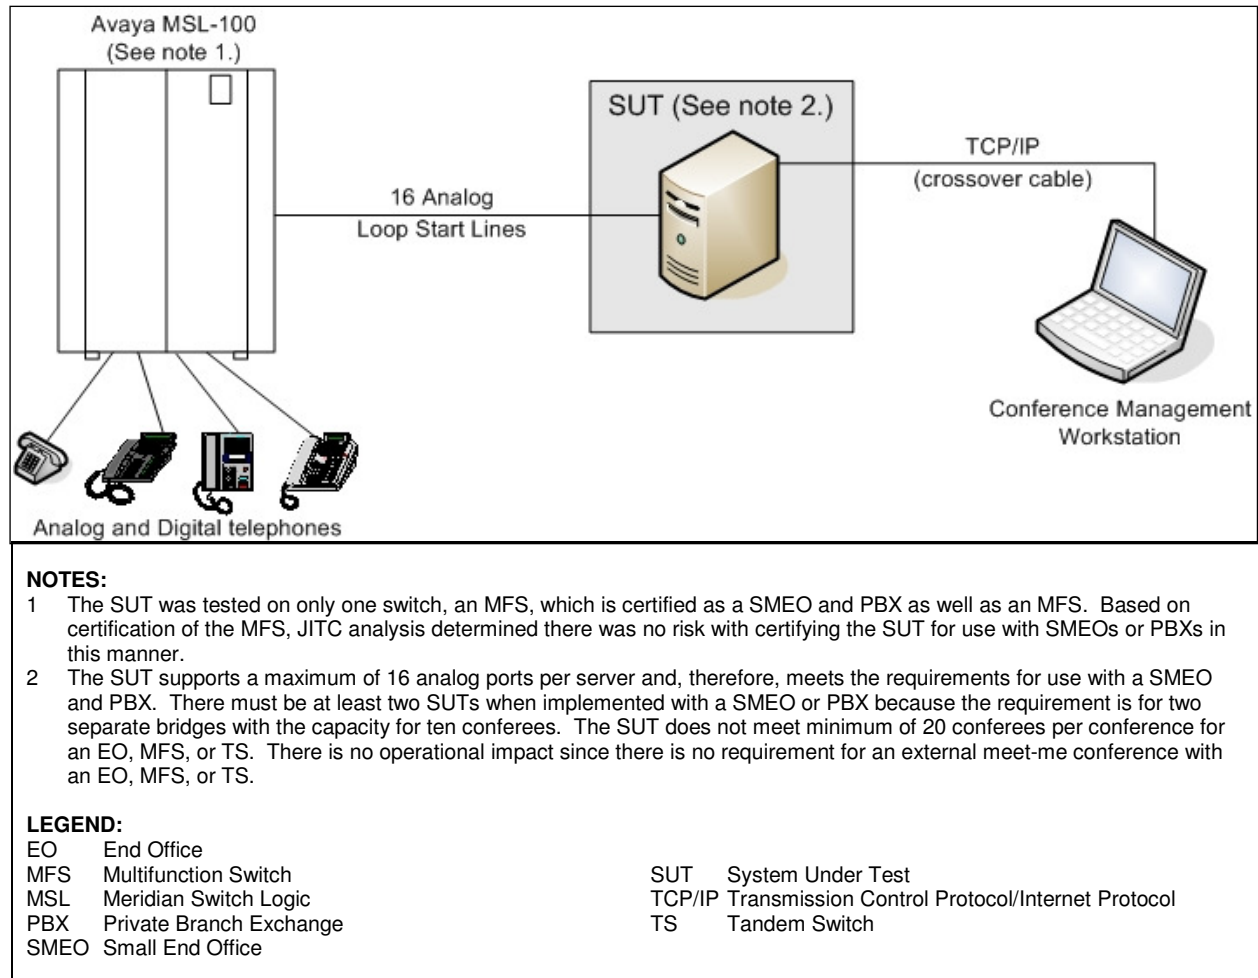 Avaya MSL-100
(See note 1.)
SUT (See note 2.)
TCP/IP
(crossover cable)
16 Analog
Loop Start Lines
Conference Management
Workstation
Analog and Digital telephones
NOTES:
1 The SUT was tested on only one switch, an MFS, which is certified as a SMEO and PBX as well as an MFS. Based on
certification of the MFS, JITC analysis determined there was no risk with certifying the SUT for use with SMEOs or PBXs in
this manner.
2 The SUT supports a maximum of 16 analog ports per server and, therefore, meets the requirements for use with a SMEO
and PBX. There must be at least two SUTs when implemented with a SMEO or PBX because the requirement is for two
separate bridges with the capacity for ten conferees. The SUT does not meet minimum of 20 conferees per conference for
an EO, MFS, or TS. There is no operational impact since there is no requirement for an external meet-me conference with
an EO, MFS, or TS.
LEGEND:
EO End Office
MFS Multifunction Switch
MSL Meridian Switch Logic
PBX Private Branch Exchange
SMEO Small End Office
SUT System Under Test
TCP/IP Transmission Control Protocol/Internet Protocol
TS Tandem Switch